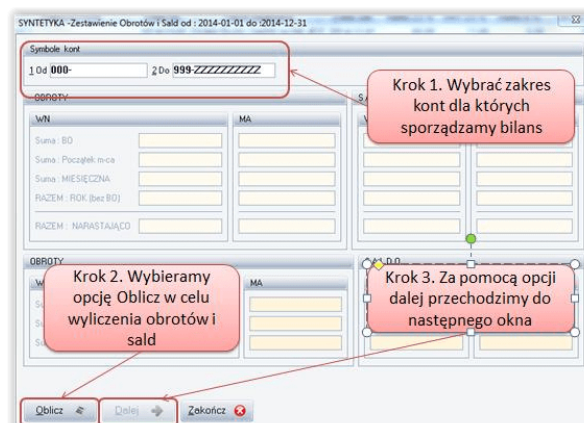 SYNTETYKA -Zestawienie Obrotów i Sald od : 2014-01-01 do :2014-12-31
Symbole kont
1 Od 000-
2 Do 999-ZZZZZZZZZZ
Krok 1. Wybrać zakres
kont dla których
sporządzamy bilans
OBROTY
WN
MA
Suma : BO
Suma : Początek m-ca
Suma : MIESIĘCZNA
RAZEM : ROK (bez BO)
RAZEM : NARASTAJĄCO
OBROTY
MA
Krok 2. Wybieramy
opcję Oblicz w celu
wyliczenia obrotów i
sald
Krok 3. Za pomocą opcji
dalej przechodzimy do
następnego okna
Oblicz
Dalej
Zakończ